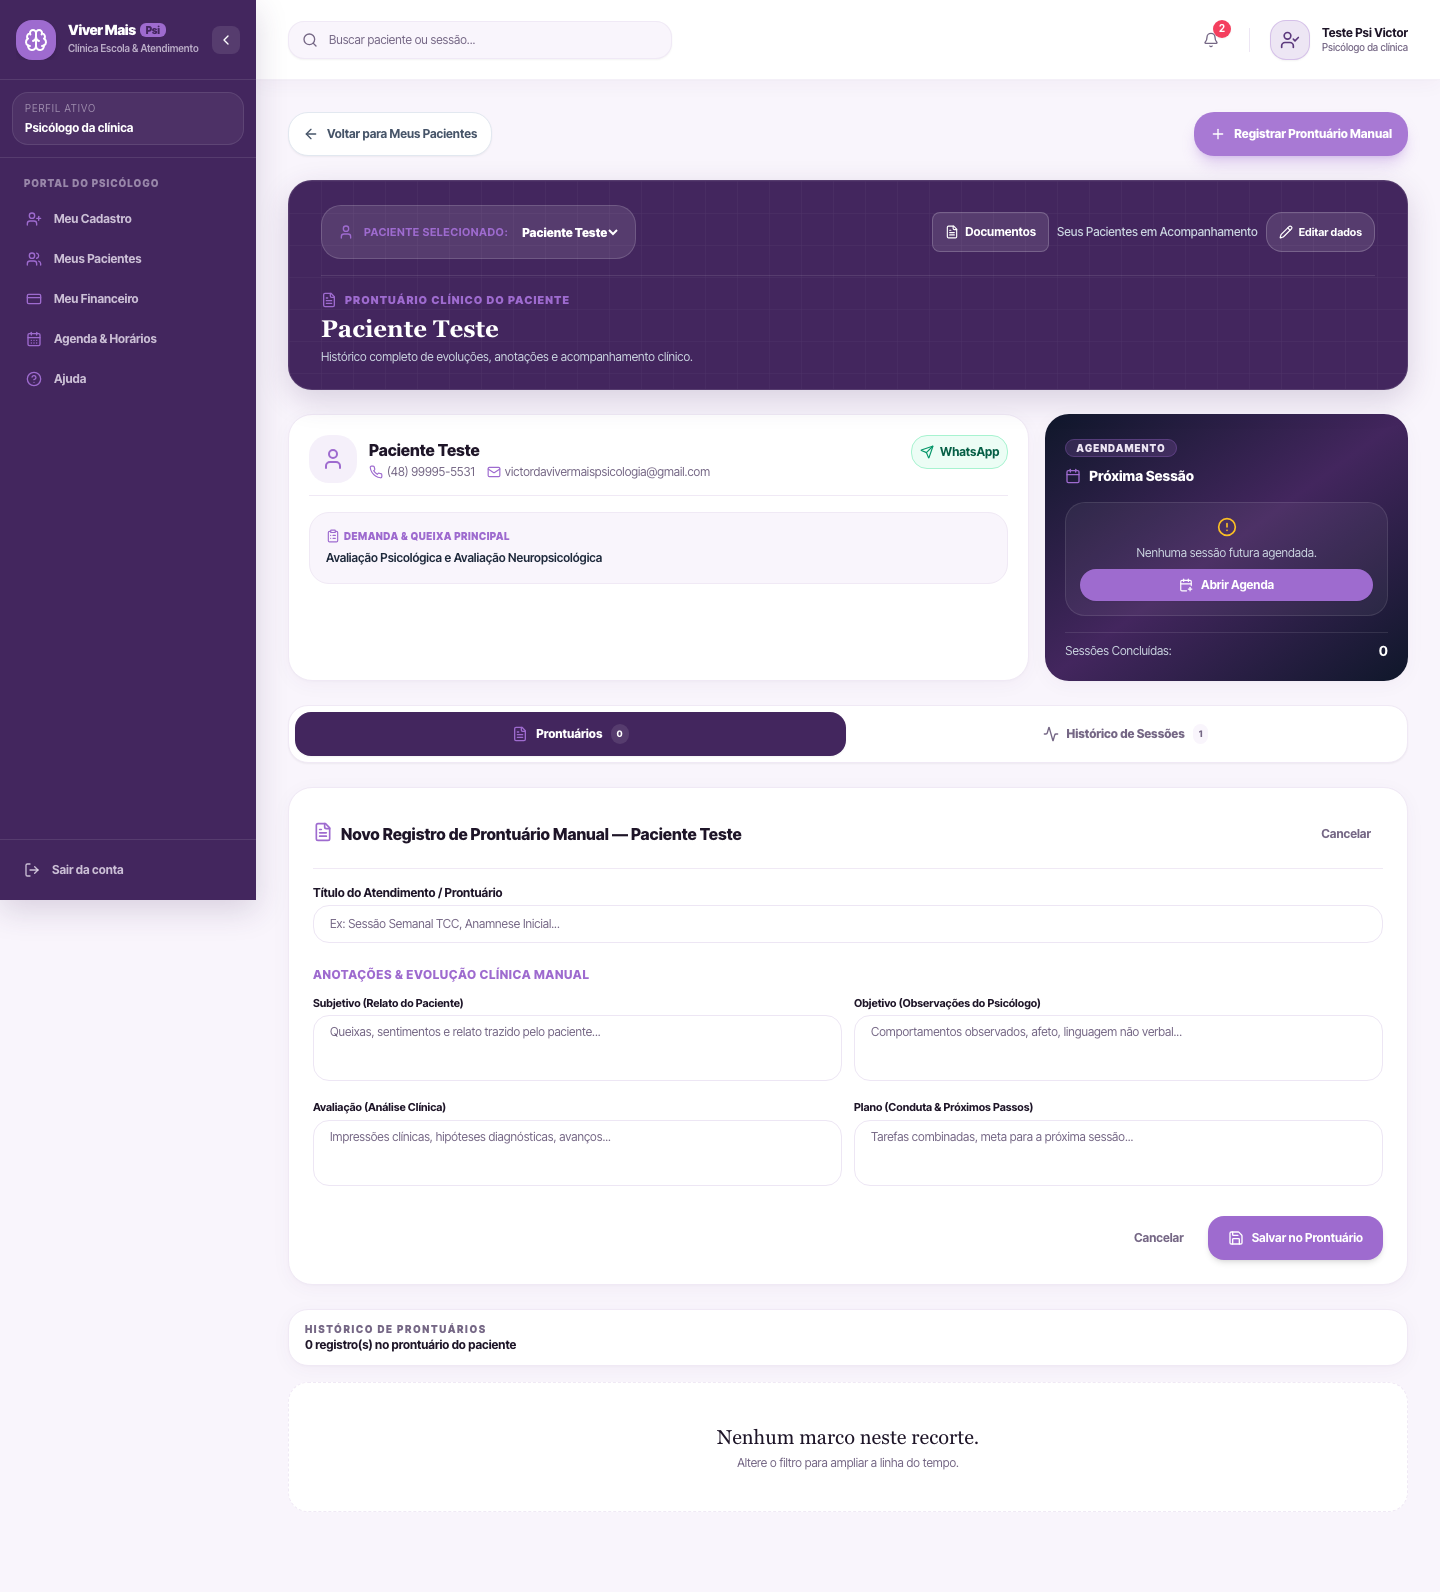 Viver Mais Psi
Clínica Escola & Atendimento
Buscar paciente ou sessão...
2
Teste Psi Victor
Psicólogo da clínica
PERFIL ATIVO
Psicólogo da clínica
PORTAL DO PSICÓLOGO
Meu Cadastro
Meus Pacientes
Meu Financeiro
Agenda & Horários
Ajuda
Sair da conta
Voltar para Meus Pacientes
Registrar Prontuário Manual
PACIENTE SELECIONADO: Paciente Teste
Documentos
Seus Pacientes em Acompanhamento
Editar dados
PRONTUÁRIO CLÍNICO DO PACIENTE
Paciente Teste
Histórico completo de evoluções, anotações e acompanhamento clínico.
Paciente Teste
(48) 99995-5531 victordavivermaispsicologia@gmail.com
WhatsApp
DEMANDA & QUEIXA PRINCIPAL
Avaliação Psicológica e Avaliação Neuropsicológica
AGENDAMENTO
Próxima Sessão
Nenhuma sessão futura agendada.
Abrir Agenda
Sessões Concluídas: 0
Prontuários 0
Histórico de Sessões 1
Novo Registro de Prontuário Manual — Paciente Teste
Cancelar
Título do Atendimento / Prontuário
Ex: Sessão Semanal TCC, Anamnese Inicial...
ANOTAÇÕES & EVOLUÇÃO CLÍNICA MANUAL
Subjetivo (Relato do Paciente)
Queixas, sentimentos e relato trazido pelo paciente...
Objetivo (Observações do Psicólogo)
Comportamentos observados, afeto, linguagem não verbal...
Avaliação (Análise Clínica)
Impressões clínicas, hipóteses diagnósticas, avanços...
Plano (Conduta & Próximos Passos)
Tarefas combinadas, meta para a próxima sessão...
Cancelar
Salvar no Prontuário
HISTÓRICO DE PRONTUÁRIOS
0 registro(s) no prontuário do paciente
Nenhum marco neste recorte.
Altere o filtro para ampliar a linha do tempo.